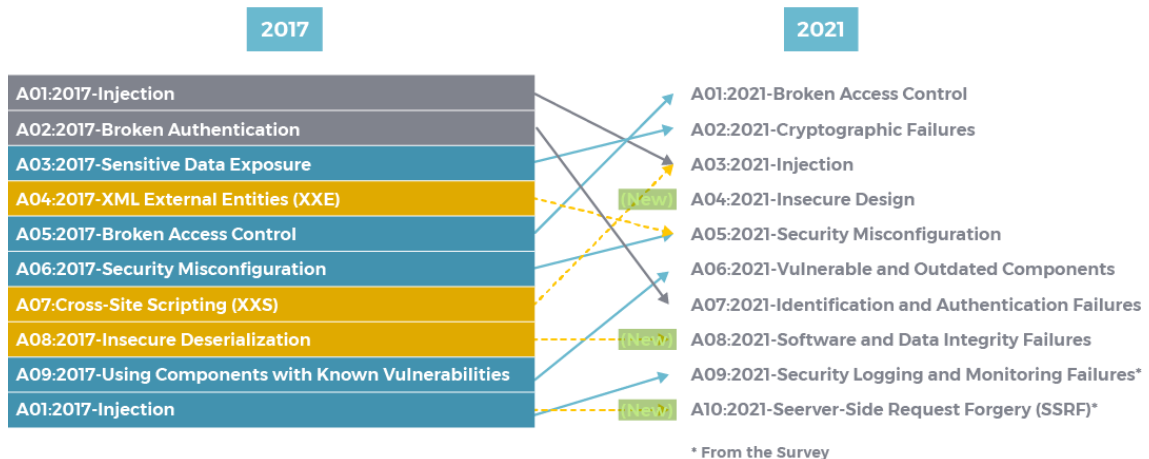 2017
2021
A01:2017-Injection
A02:2017-Broken Authentication
A03:2017-Sensitive Data Exposure
A04:2017-XML External Entities (XXE)
A05:2017-Broken Access Control
A06:2017-Security Misconfiguration
A07:Cross-Site Scripting (XXS)
A08:2017-Insecure Deserialization
A09:2017-Using Components with Known Vulnerabilities
A01:2017-Injection
A01:2021-Broken Access Control
A02:2021-Cryptographic Failures
A03:2021-Injection
(New) A04:2021-Insecure Design
A05:2021-Security Misconfiguration
A06:2021-Vulnerable and Outdated Components
A07:2021-Identification and Authentication Failures
(New) A08:2021-Software and Data Integrity Failures
A09:2021-Security Logging and Monitoring Failures*
(New) A10:2021-Seerver-Side Request Forgery (SSRF)*
* From the Survey